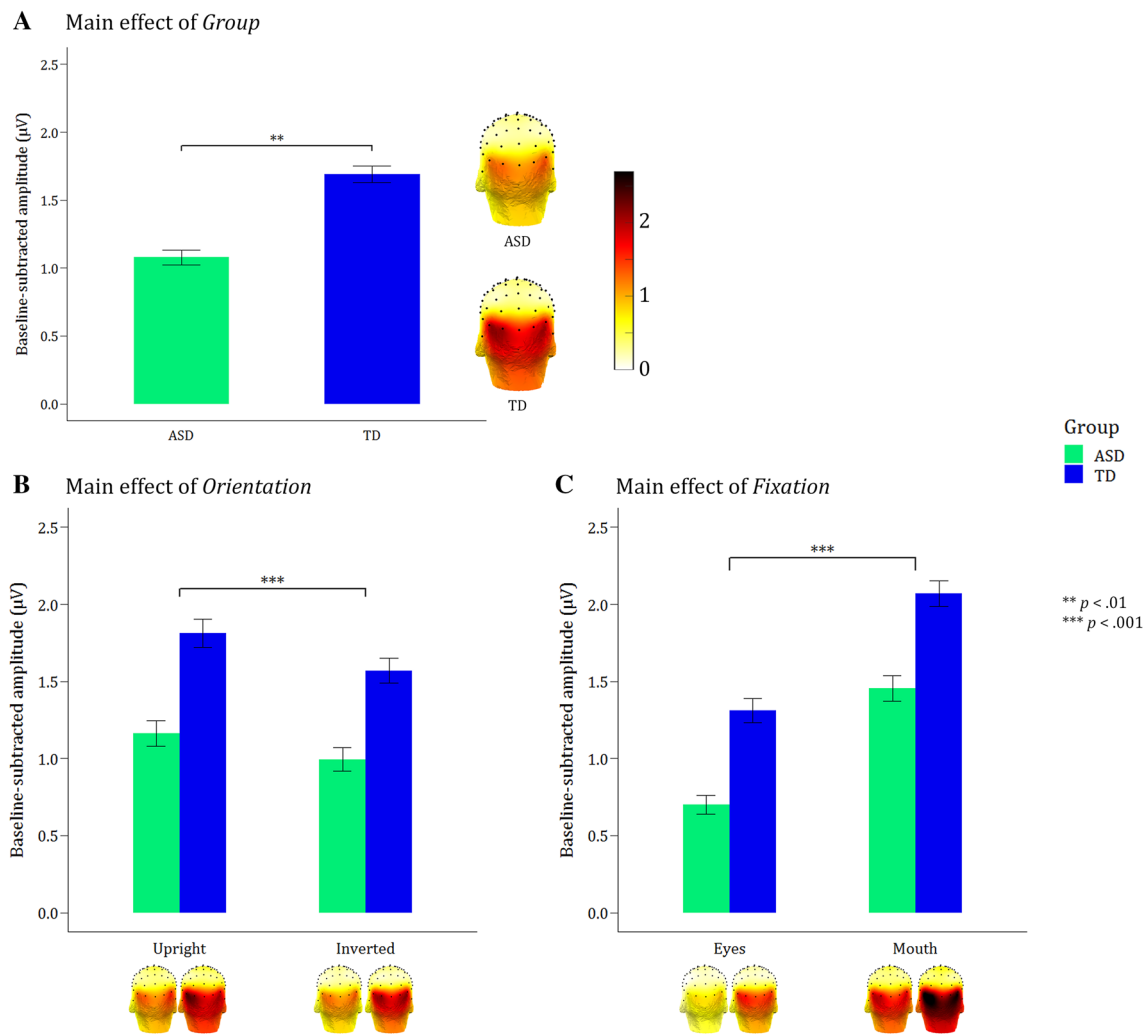 A Main effect of Group
Baseline-subtracted amplitude (µV)
2.5
2.0
1.5
1.0
0.5
0.0
**
ASD
TD
ASD
TD
2
1
0
Group
ASD
TD
** p < .01
*** p < .001
B Main effect of Orientation
Baseline-subtracted amplitude (µV)
2.5
2.0
1.5
1.0
0.5
0.0
***
Upright
Inverted
C Main effect of Fixation
Baseline-subtracted amplitude (µV)
2.5
2.0
1.5
1.0
0.5
0.0
***
Eyes
Mouth